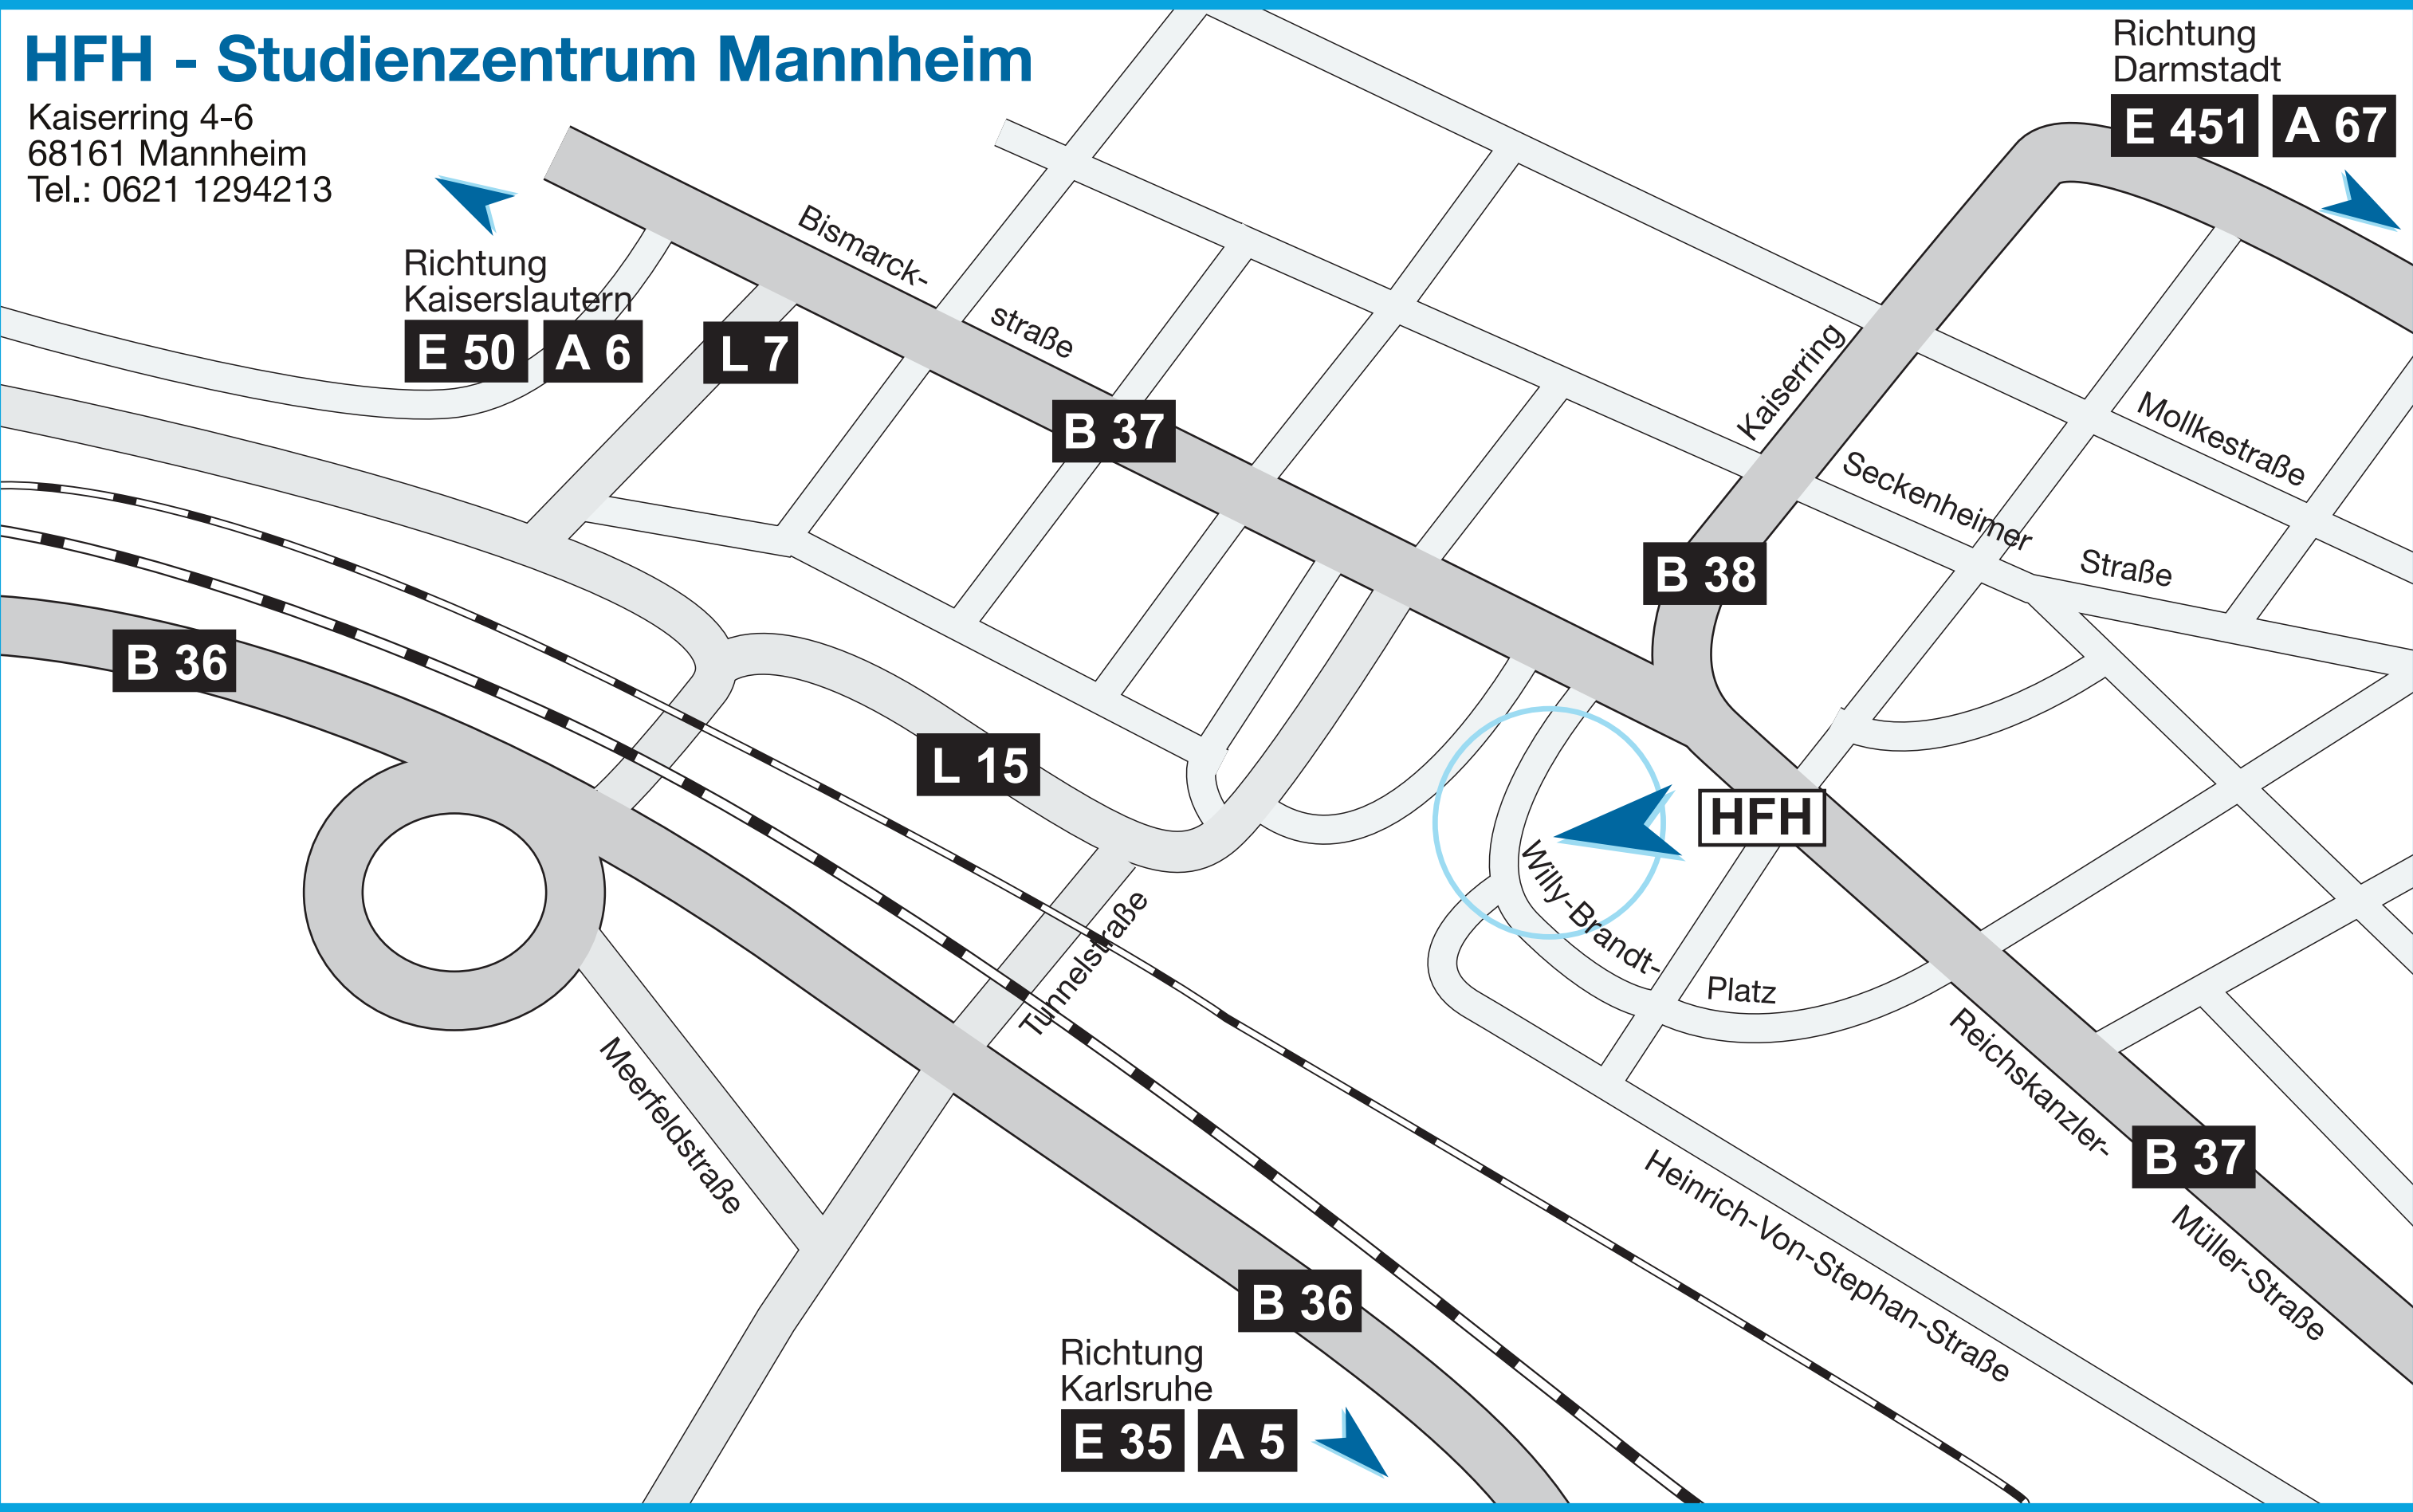 HFH - Studienzentrum Mannheim
Kaiserring 4-6
68161 Mannheim
Tel.: 0621 1294213
Richtung
Darmstadt
E 451 A 67
Richtung
Kaiserslautern
E 50 A 6
L 7
Bismarck-
straße
B 37
Kaiserring
Mollkestraße
Seckenheimer
Straße
B 38
B 36
L 15
HFH
Willy-Brandt-
Platz
Tunnelstraße
Meerfeldstraße
Reichskanzler-
Müller-Straße
B 37
Heinrich-Von-Stephan-Straße
B 36
Richtung
Karlsruhe
E 35 A 5